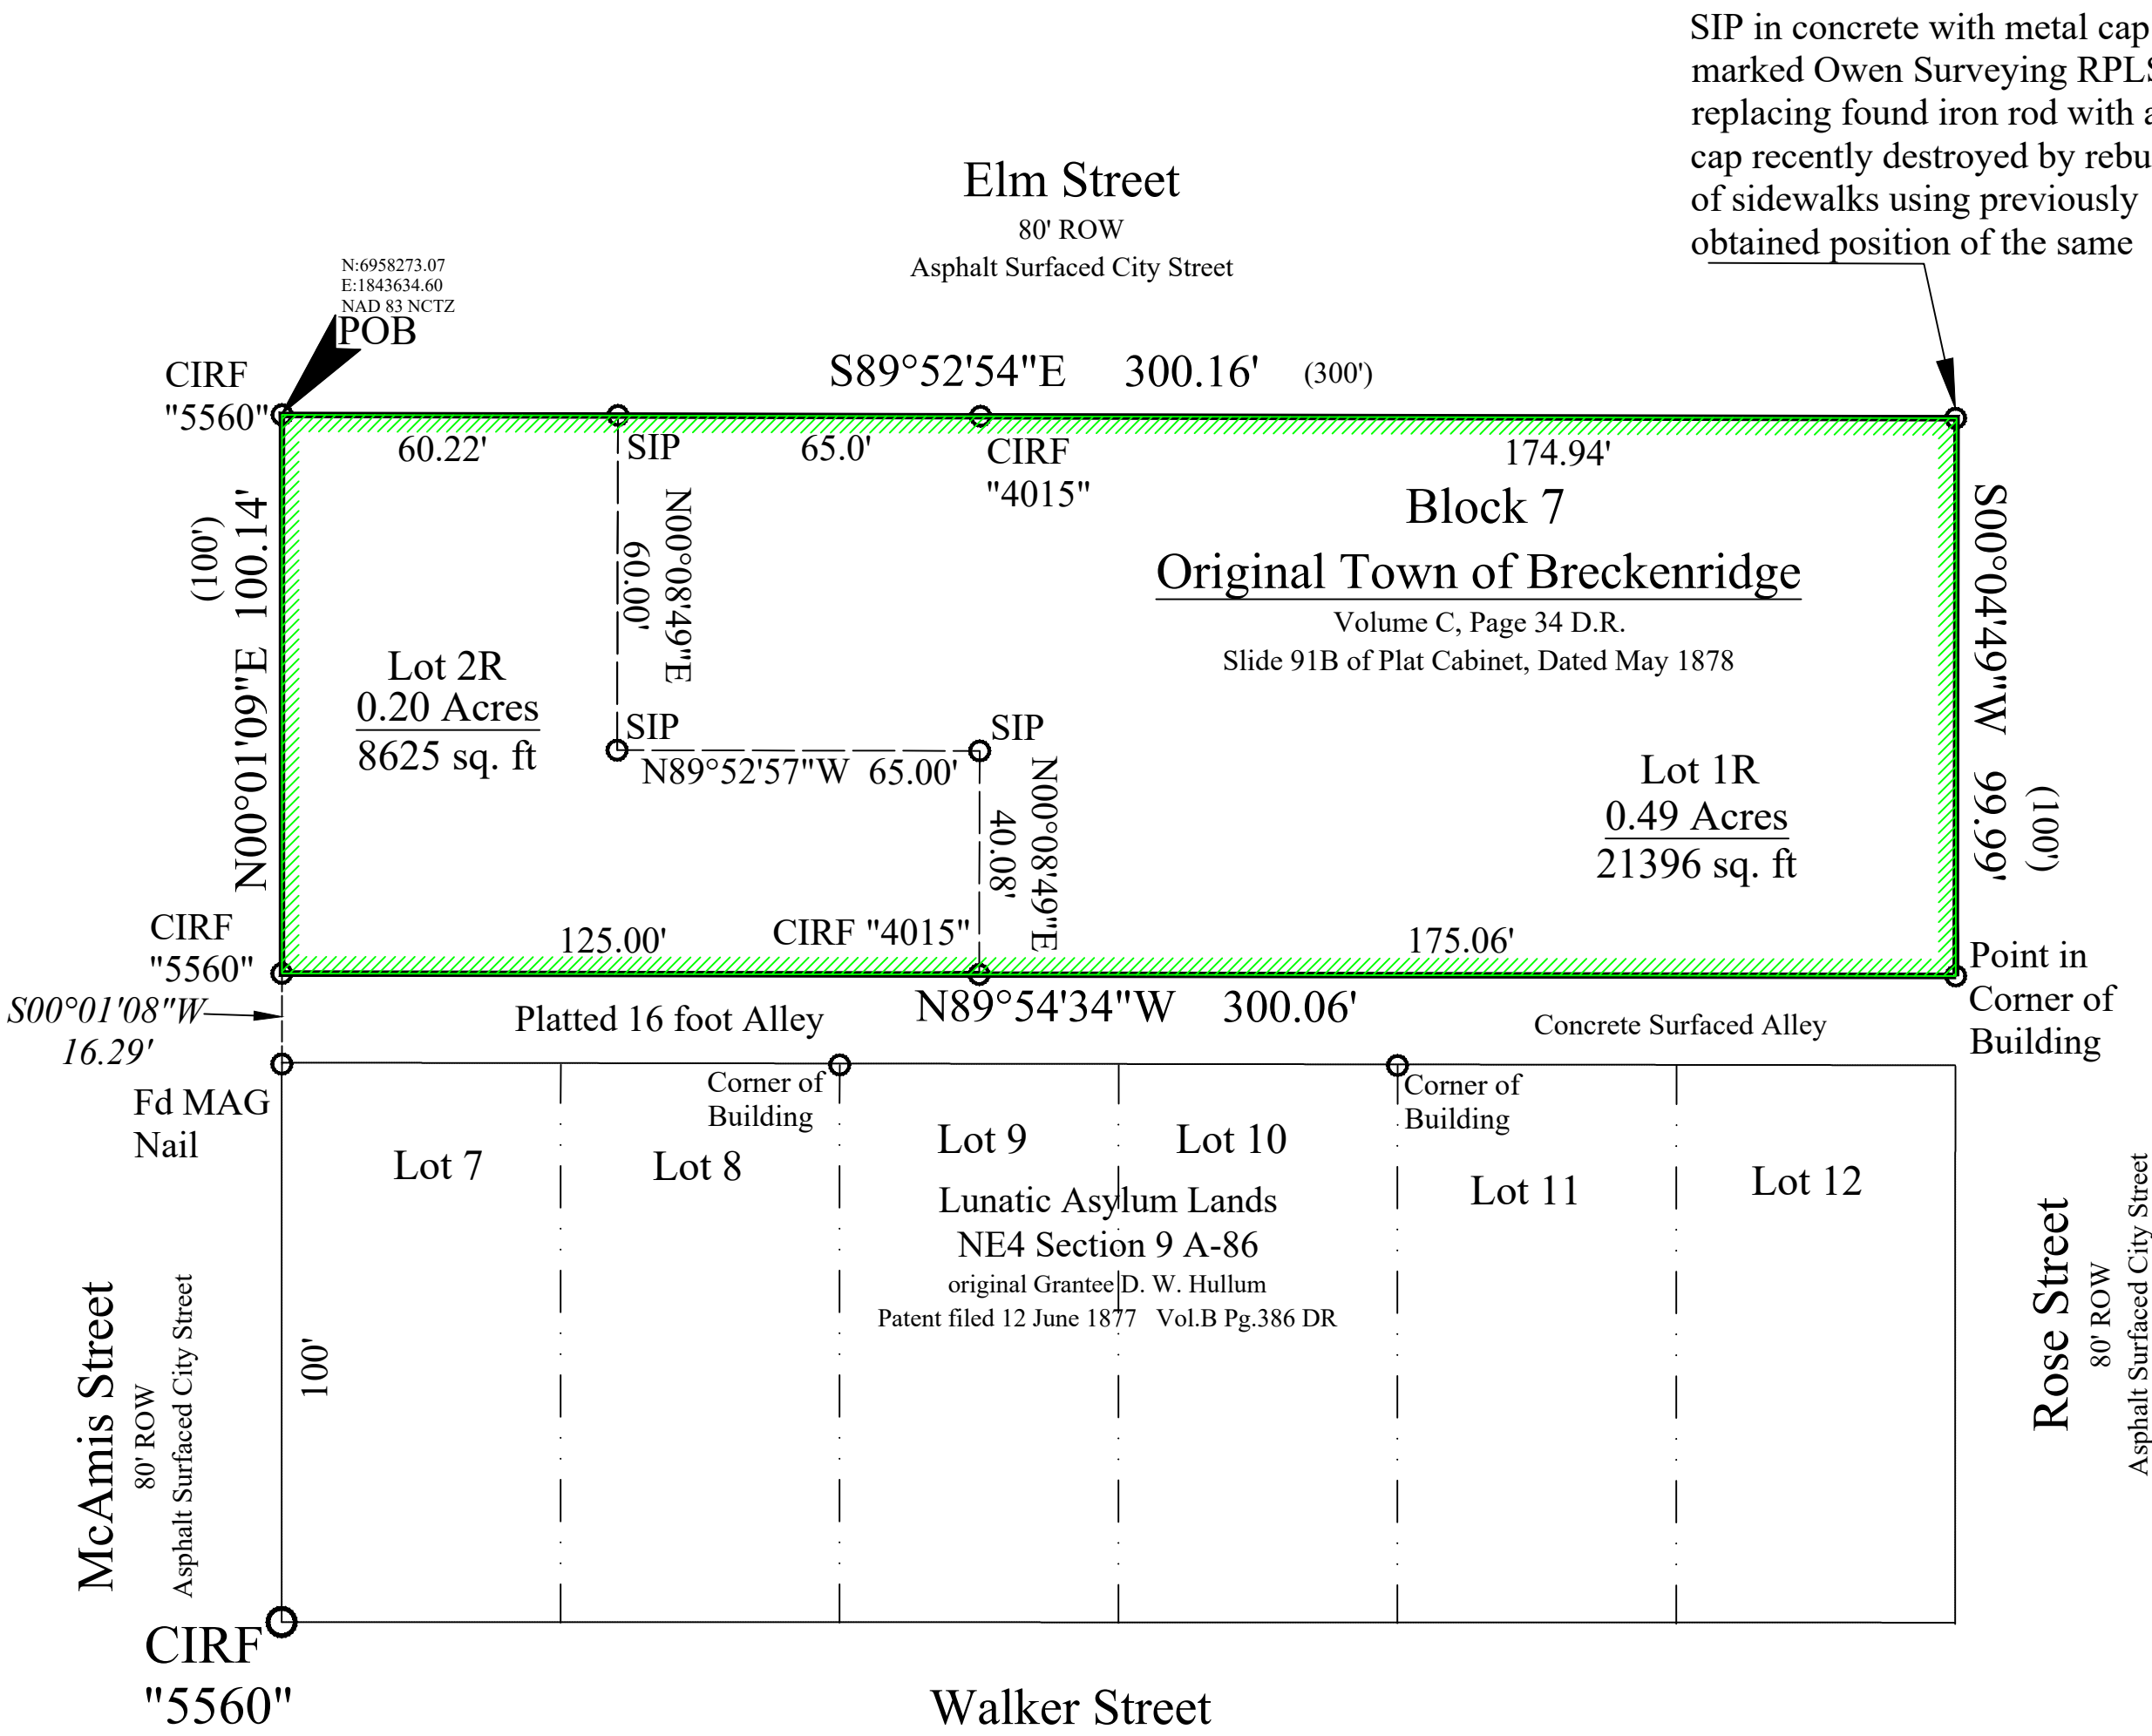 SIP in concrete with metal cap
marked Owen Surveying RPLS
replacing found iron rod with a
cap recently destroyed by rebu
of sidewalks using previously
obtained position of the same
Elm Street
80' ROW
Asphalt Surfaced City Street
N:6958273.07
E:1843634.60
NAD 83 NCTZ
POB
CIRF
"5560"
S89°52'54"E 300.16' (300')
60.22'
SIP
65.0'
CIRF
"4015"
174.94'
Block 7
Original Town of Breckenridge
Volume C, Page 34 D.R.
Slide 91B of Plat Cabinet, Dated May 1878
N00°01'09"E 100.14'
(100')
N00°08'49"E
60.00'
S00°04'49"W 99.99'
(100')
Lot 2R
0.20 Acres
8625 sq. ft
SIP
SIP
N89°52'57"W 65.00'
N00°08'49"E
40.08'
Lot 1R
0.49 Acres
21396 sq. ft
CIRF
"5560"
125.00'
CIRF "4015"
175.06'
Point in
Corner of
Building
S00°01'08"W
16.29'
Platted 16 foot Alley
N89°54'34"W 300.06'
Concrete Surfaced Alley
Fd MAG
Nail
Corner of
Building
Corner of
Building
Lot 7
Lot 8
Lot 9
Lot 10
Lot 11
Lot 12
Lunatic Asylum Lands
NE4 Section 9 A-86
original Grantee D. W. Hullum
Patent filed 12 June 1877 Vol.B Pg.386 DR
McAmis Street
80' ROW
Asphalt Surfaced City Street
100'
Rose Street
80' ROW
Asphalt Surfaced City Street
CIRF
"5560"
Walker Street